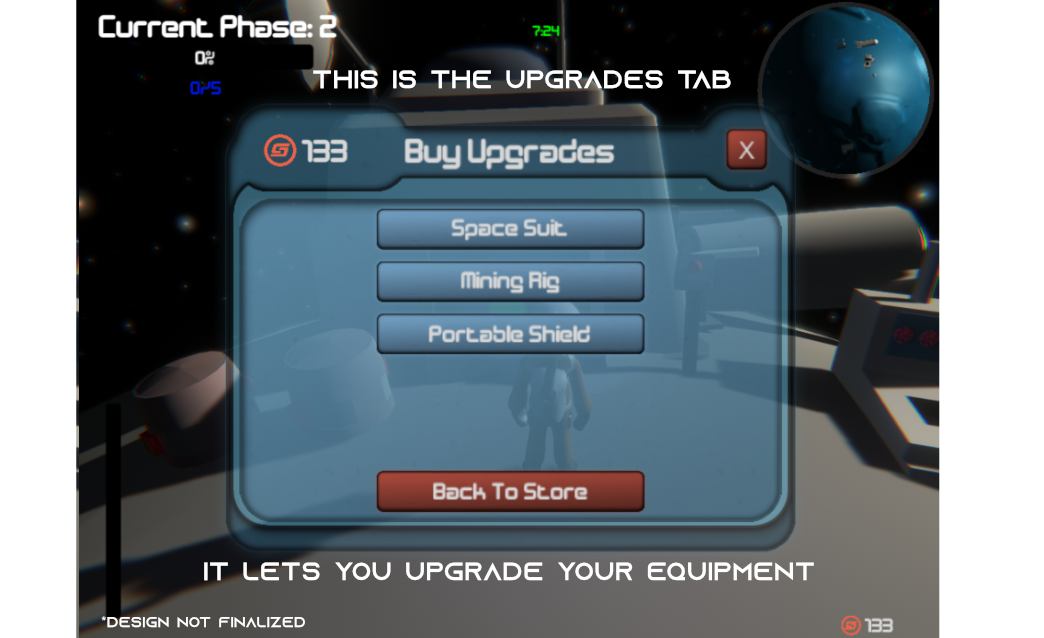 Current Phase: 2
7:24
0%
0/5
THIS IS THE UPGRADES TAB
133
Buy Upgrades
X
Space Suit
Mining Rig
Portable Shield
Back To Store
IT LETS YOU UPGRADE YOUR EQUIPMENT
*DESIGN NOT FINALIZED
133